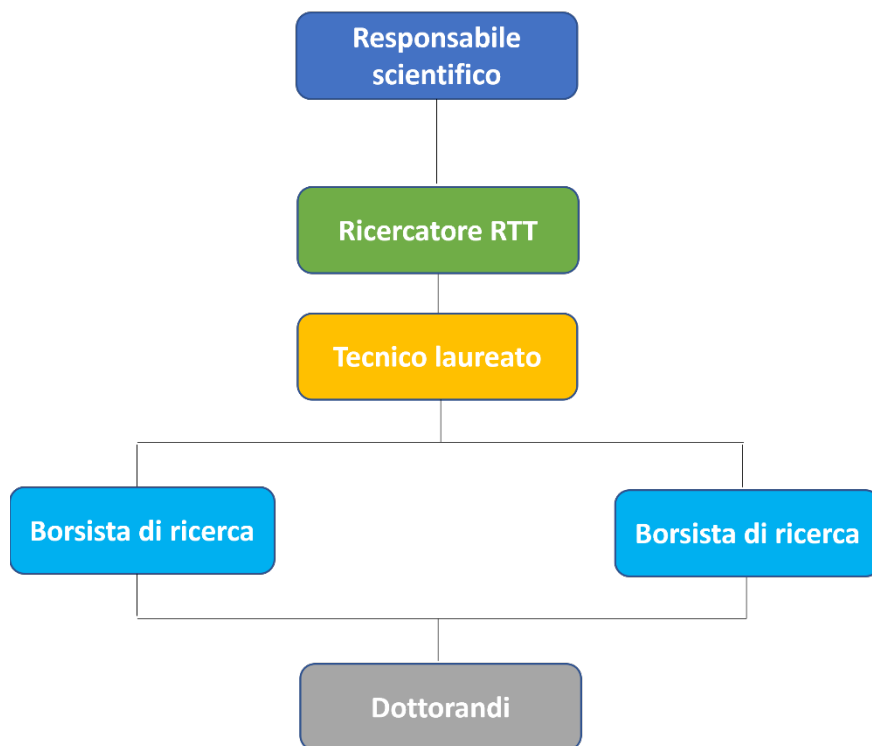 Responsabile
scientifico
Ricercatore RTT
Tecnico laureato
Borsista di ricerca
Borsista di ricerca
Dottorandi